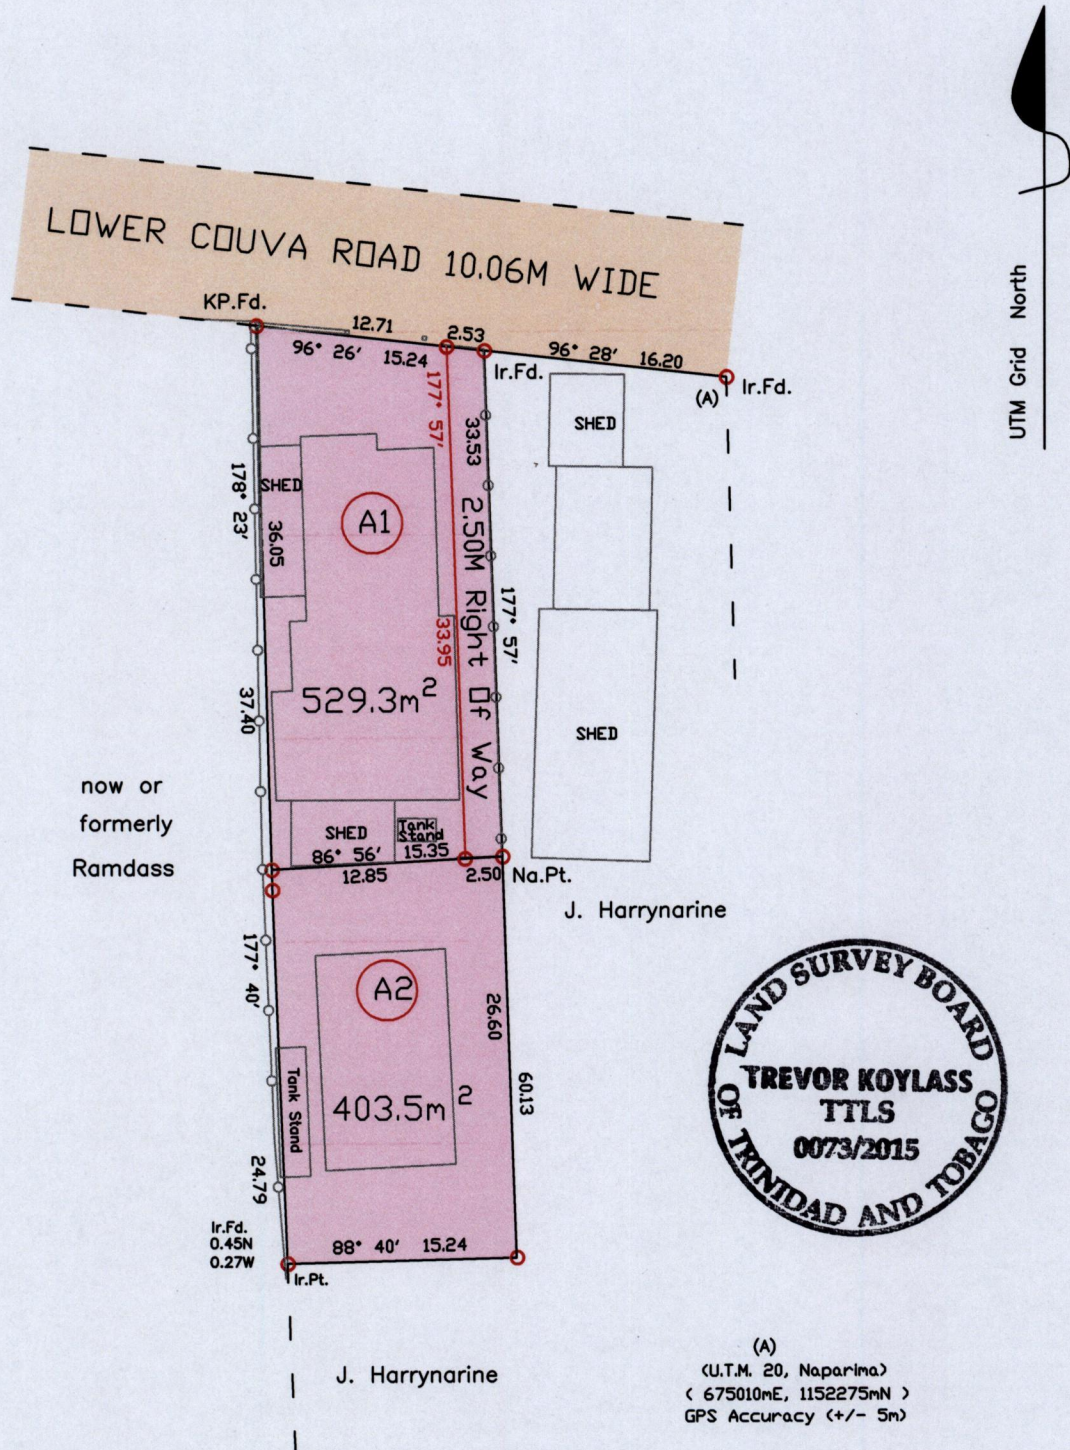 UTM Grid North
LOWER COUVA ROAD 10.06M WIDE
KP.Fd.
12.71
2.53
96° 26' 15.24
96° 28' 16.20
Ir.Fd.
(A)
Ir.Fd.
177° 57'
33.53
SHED
SHED
178° 23'
36.05
A1
2.50M Right Of Way
177° 57'
33.95
529.3m2
37.40
SHED
now or
formerly
Ramdass
SHED
Tank
Stand
86° 56' 15.35
12.85
2.50
Na.Pt.
J. Harrynarine
177° 40'
A2
26.60
60.13
Tank Stand
403.5m2
24.79
Ir.Fd.
0.45N
0.27W
88° 40' 15.24
Ir.Pt.
J. Harrynarine
LAND SURVEY BOARD
OF TRINIDAD AND TOBAGO
TREVOR KOYLASS
TTLS
0073/2015
(A)
(U.T.M. 20, Naparima)
( 675010mE, 1152275mN )
GPS Accuracy (+/- 5m)